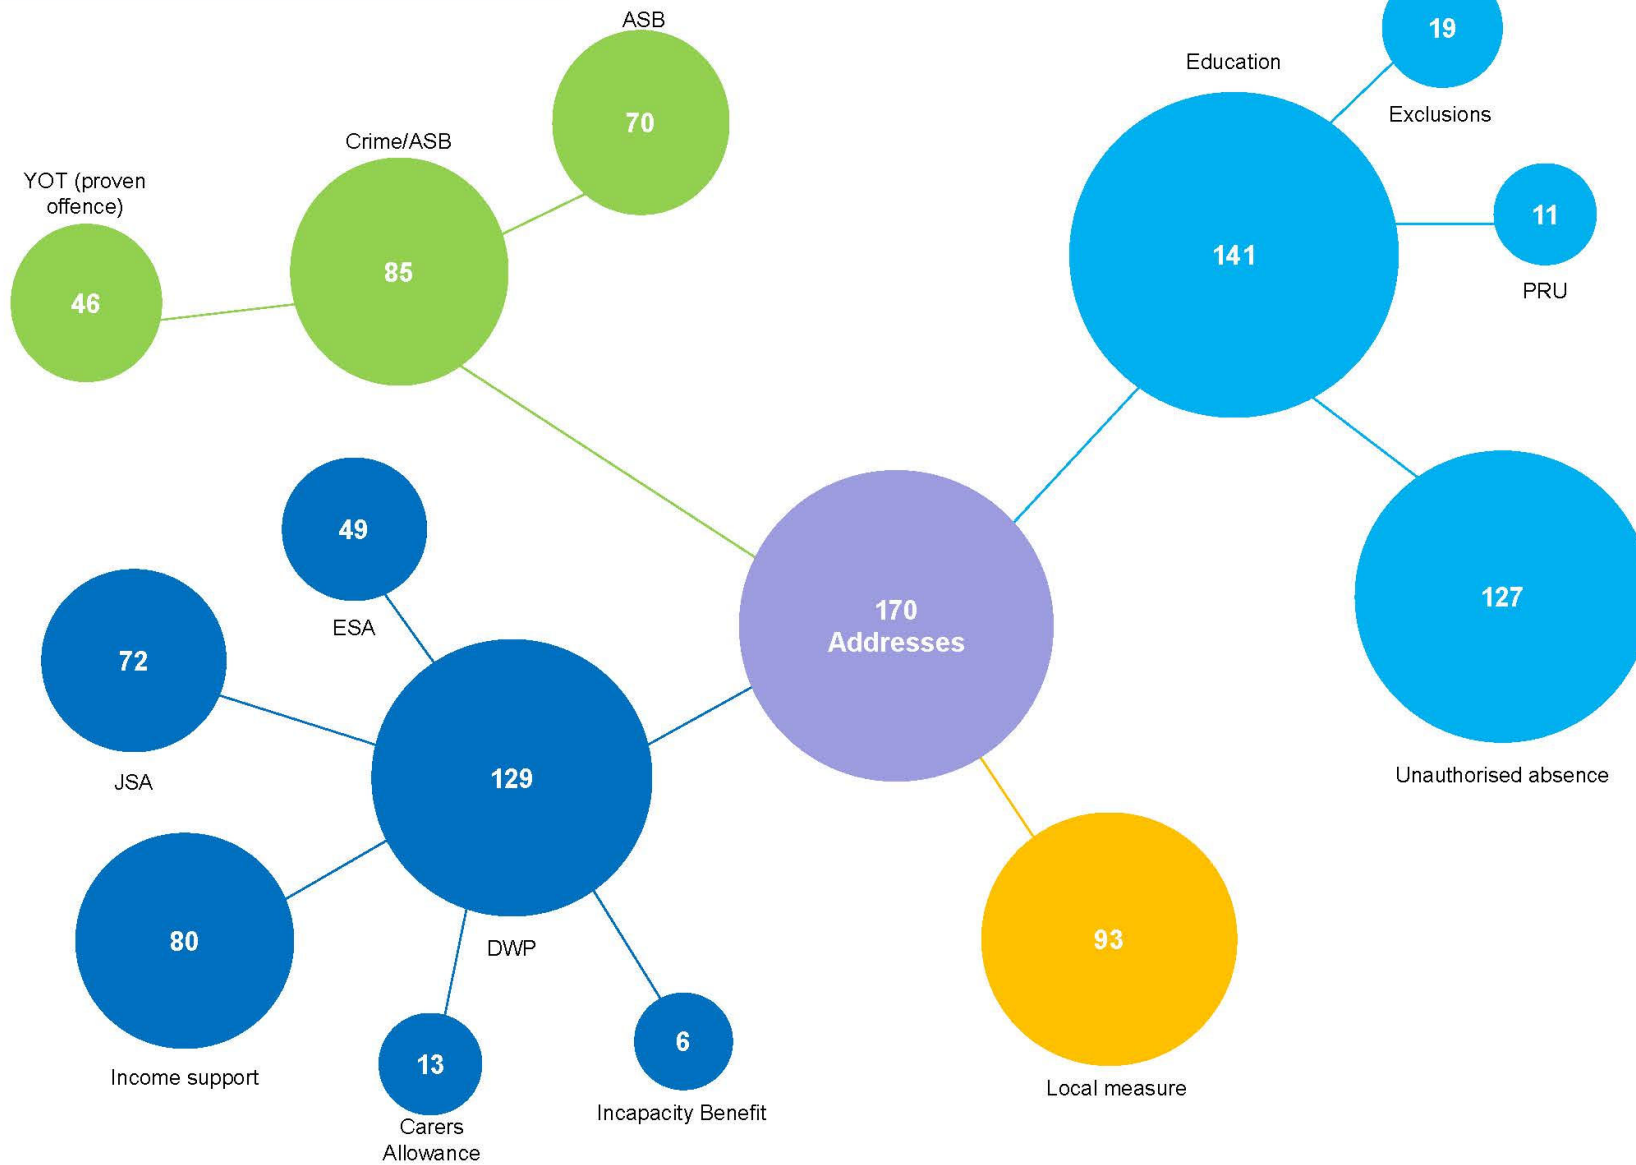 ASB
70
Crime/ASB
85
YOT (proven
offence)
46
19
Exclusions
Education
141
11
PRU
127
Unauthorised absence
170
Addresses
49
ESA
72
JSA
129
DWP
80
Income support
13
Carers
Allowance
6
Incapacity Benefit
93
Local measure